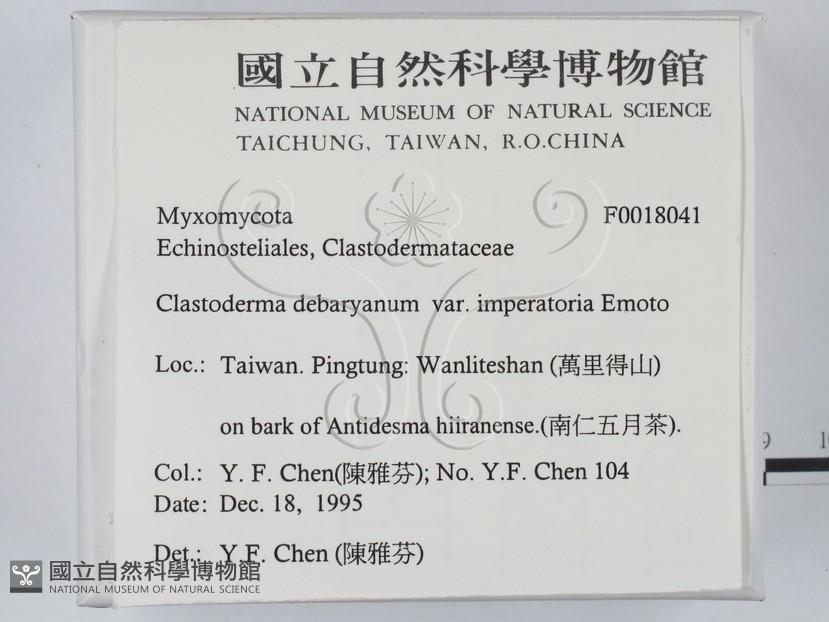 國立自然科學博物館
NATIONAL MUSEUM OF NATURAL SCIENCE
TAICHUNG, TAIWAN, R.O.CHINA
Myxomycota F0018041
Echinosteliales, Clastodermataceae
Clastoderma debaryanum var. imperatoria Emoto
Loc.: Taiwan. Pingtung: Wanliteshan (萬里得山)
on bark of Antidesma hiiranense.(南仁五月茶).
9 10
Col.: Y. F. Chen(陳雅芬); No. Y.F. Chen 104
Date: Dec. 18, 1995
Det.: Y.F. Chen (陳雅芬)
國立自然科學博物館
NATIONAL MUSEUM OF NATURAL SCIENCE